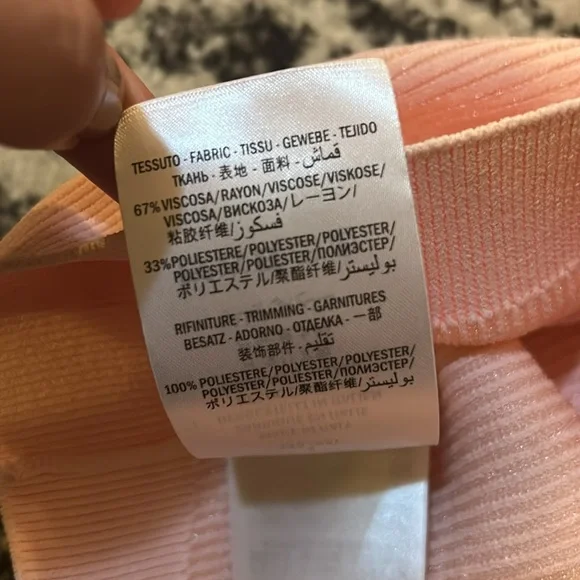 TESSUTO - FABRIC - TISSU - GEWEBE - TEJIDO
ТКАНЬ - 表地 - 面料 - قماش
67% VISCOSA/RAYON/VISCOSE/VISKOSE/
VISCOSA/ВИСКОЗА/レーヨン/
粘胶纤维/فسكوز
33% POLIESTERE/POLYESTER/POLYESTER/
POLYESTER/POLIESTER/ПОЛИЭСТЕР/
ポリエステル/聚酯纤维/بوليستر
RIFINITURE - TRIMMING - GARNITURES
BESATZ - ADORNO - ОТДЕЛКА - 一部
装饰部件 - تقليم
100% POLIESTERE/POLYESTER/POLYESTER/
POLYESTER/POLIESTER/ПОЛИЭСТЕР/
ポリエステル/聚酯纤维/بوليستر